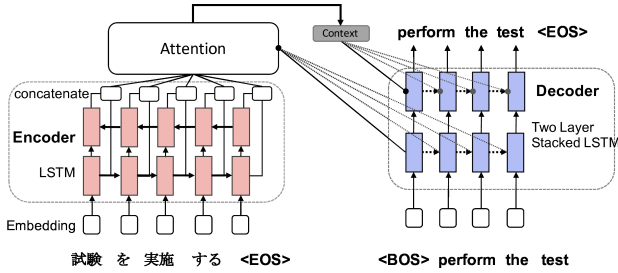 Attention
Context
perform the test <EOS>
concatenate
Encoder
LSTM
Embedding
試験 を 実施 する <EOS>
Decoder
Two Layer
Stacked LSTM
<BOS> perform the test